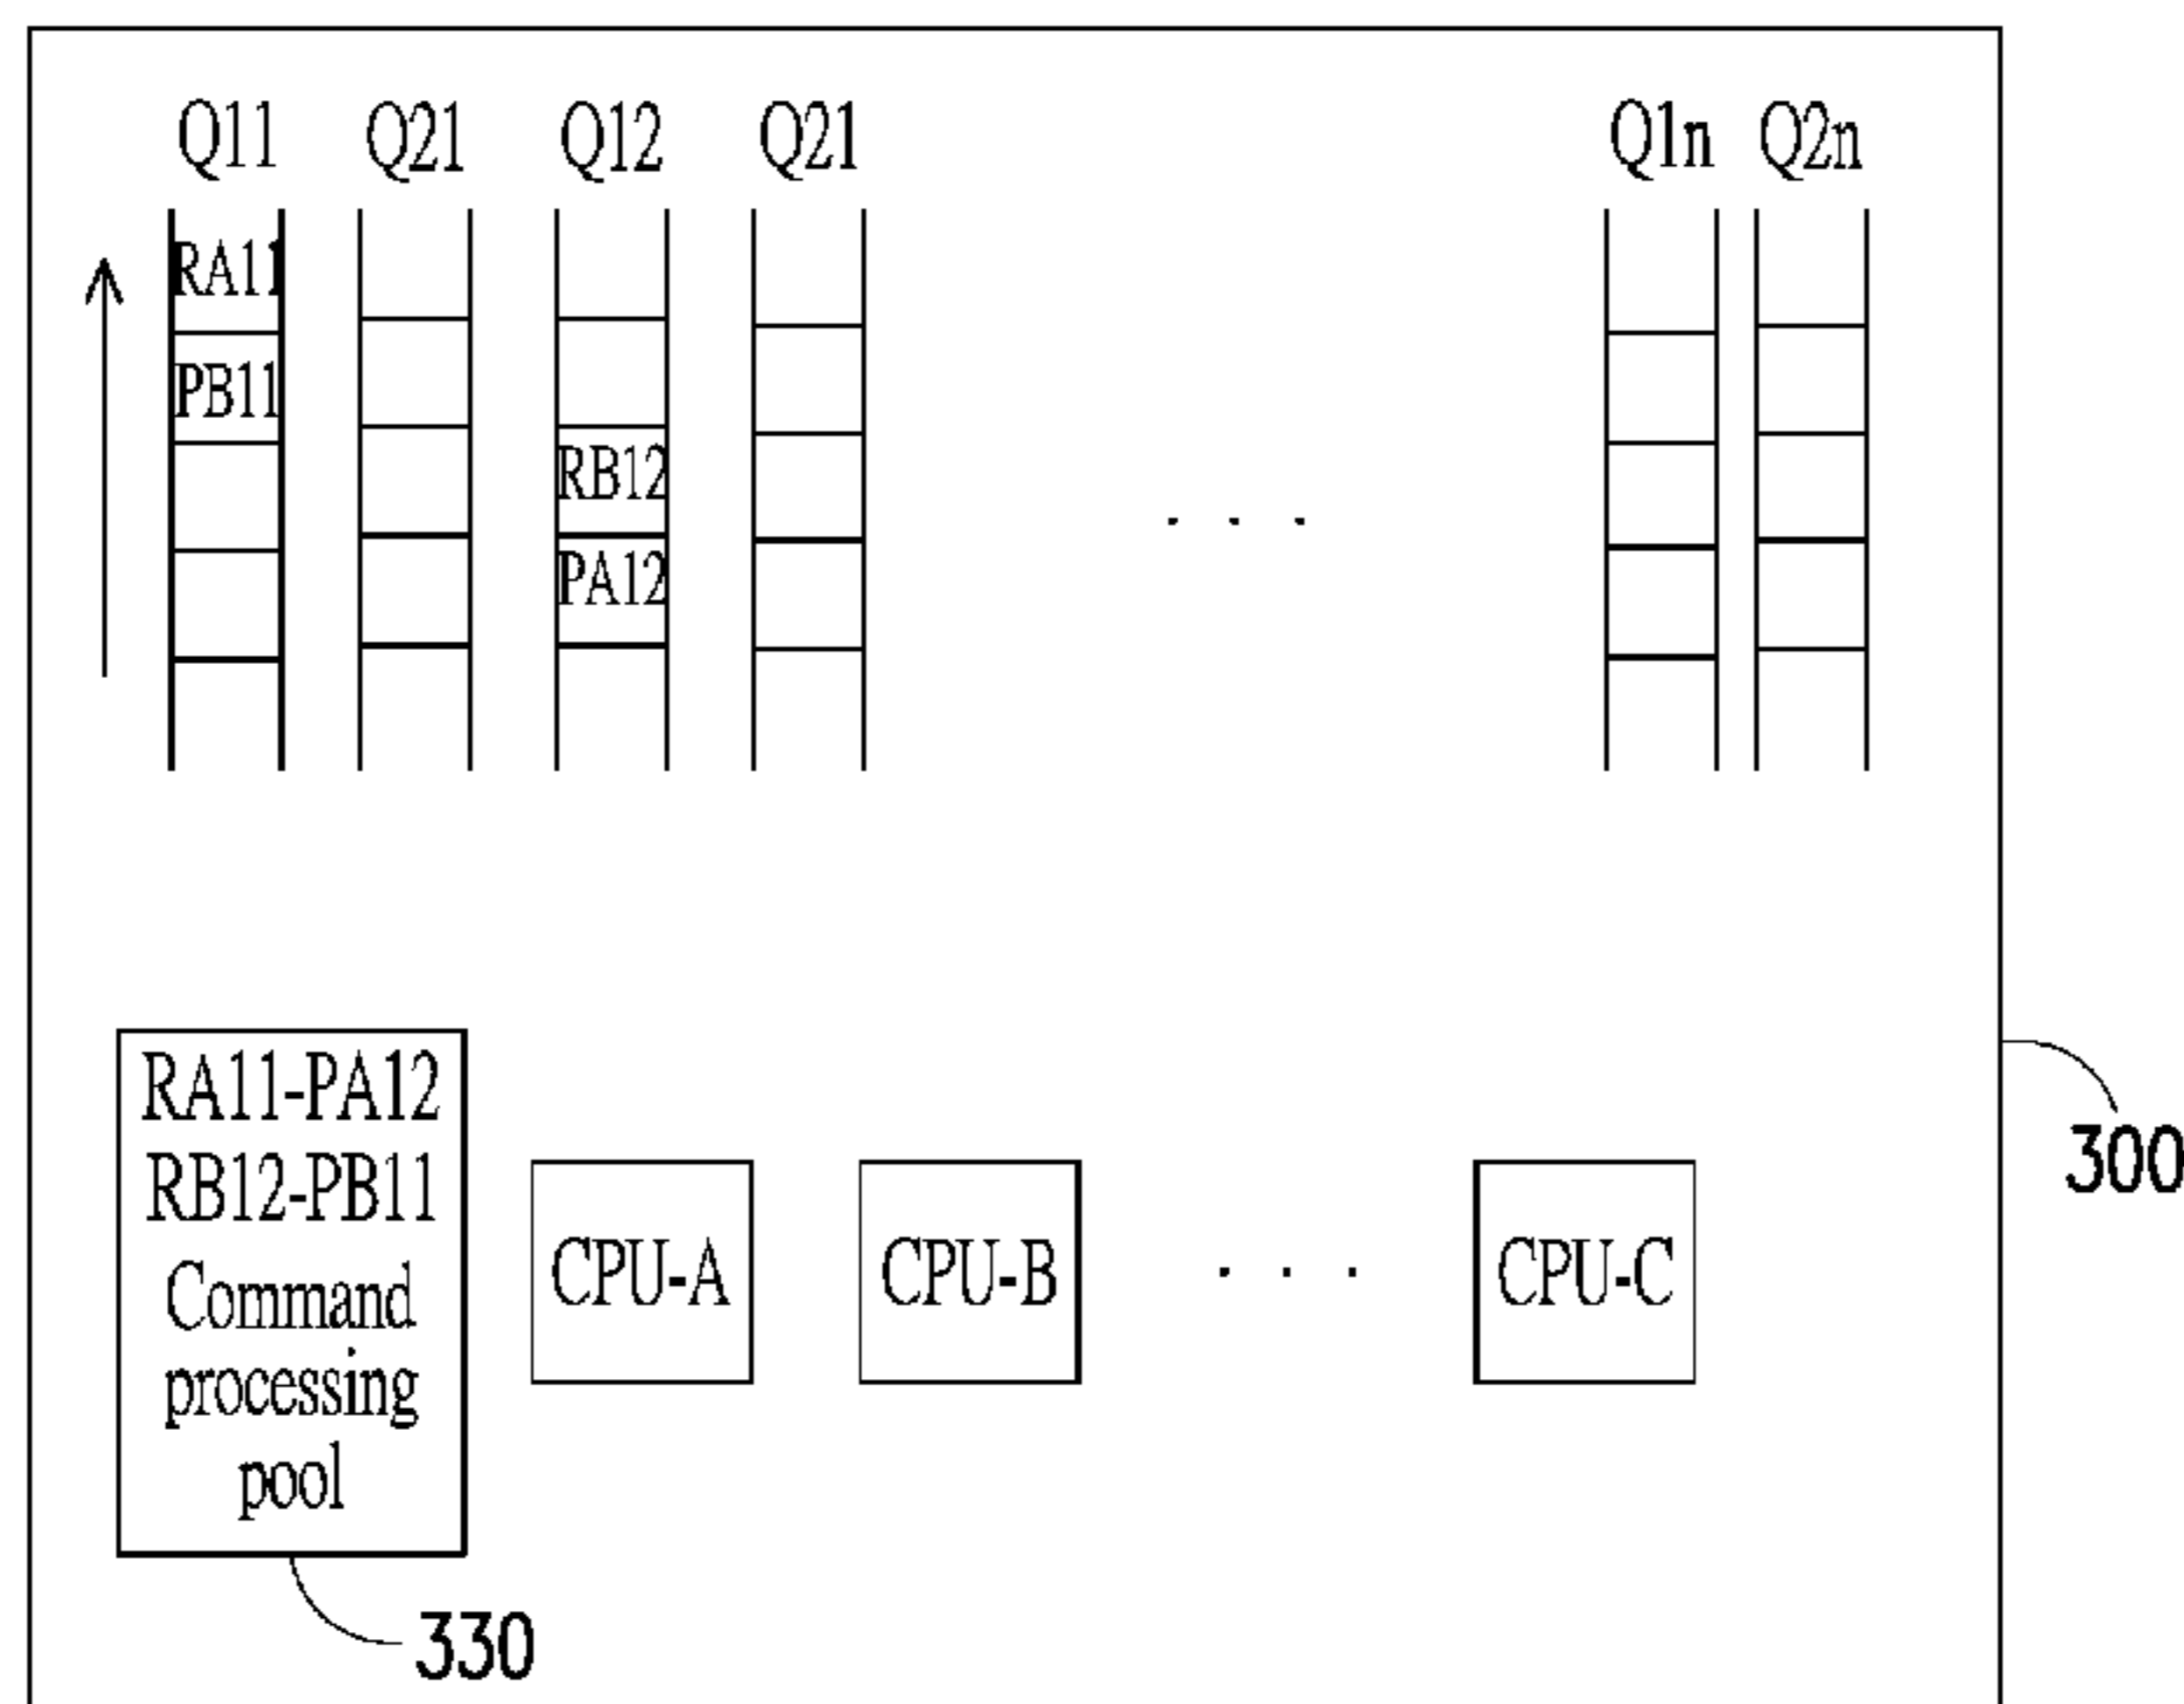 Q11 Q21 Q12 Q21 Q1n Q2n
RA11
PB11
RB12
PA12
. . .
RA11-PA12
RB12-PB11
Command
processing
pool
CPU-A CPU-B . . . CPU-C
300
330